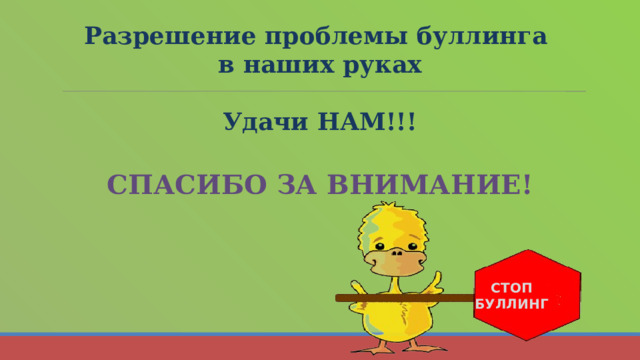 Разрешение проблемы буллинга
в наших руках
Удачи НАМ!!!
СПАСИБО ЗА ВНИМАНИЕ!
СТОП
БУЛЛИНГ